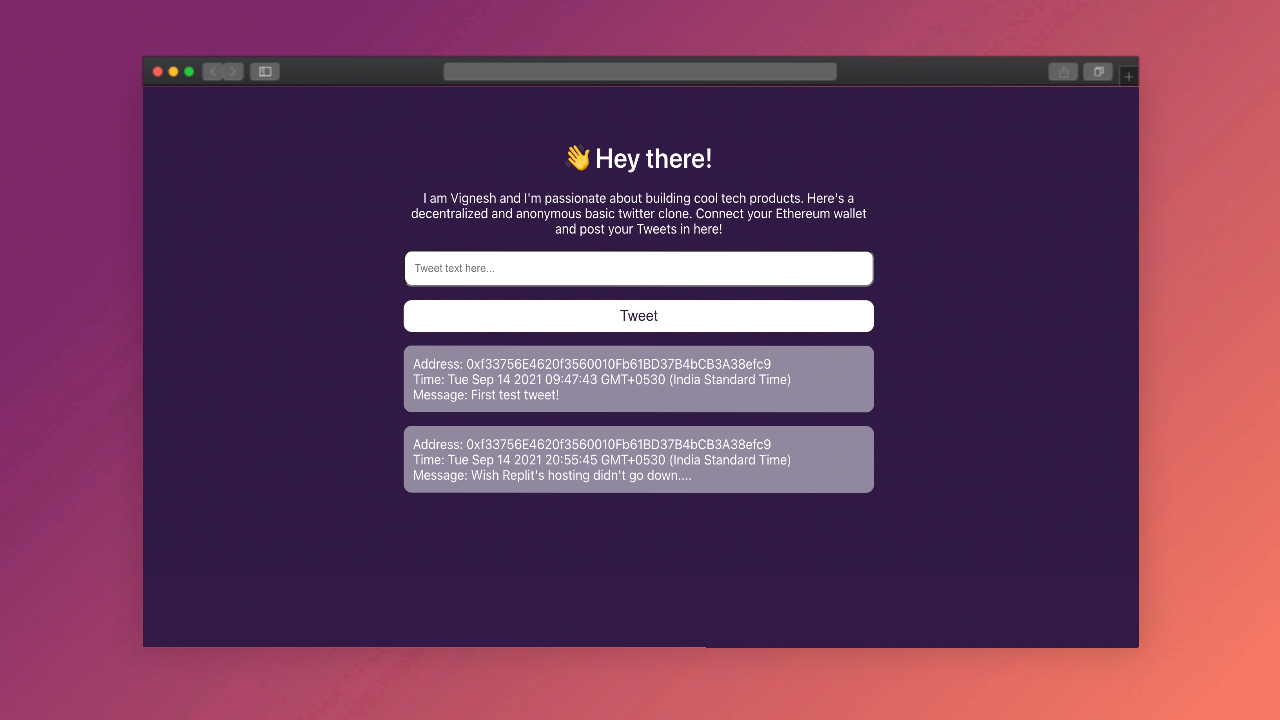 👋 Hey there!
I am Vignesh and I'm passionate about building cool tech products. Here's a
decentralized and anonymous basic twitter clone. Connect your Ethereum wallet
and post your Tweets in here!
Tweet text here...
Tweet
Address: 0xf33756E4620f3560010Fb61BD37B4bCB3A38efc9
Time: Tue Sep 14 2021 09:47:43 GMT+0530 (India Standard Time)
Message: First test tweet!
Address: 0xf33756E4620f3560010Fb61BD37B4bCB3A38efc9
Time: Tue Sep 14 2021 20:55:45 GMT+0530 (India Standard Time)
Message: Wish Replit's hosting didn't go down....